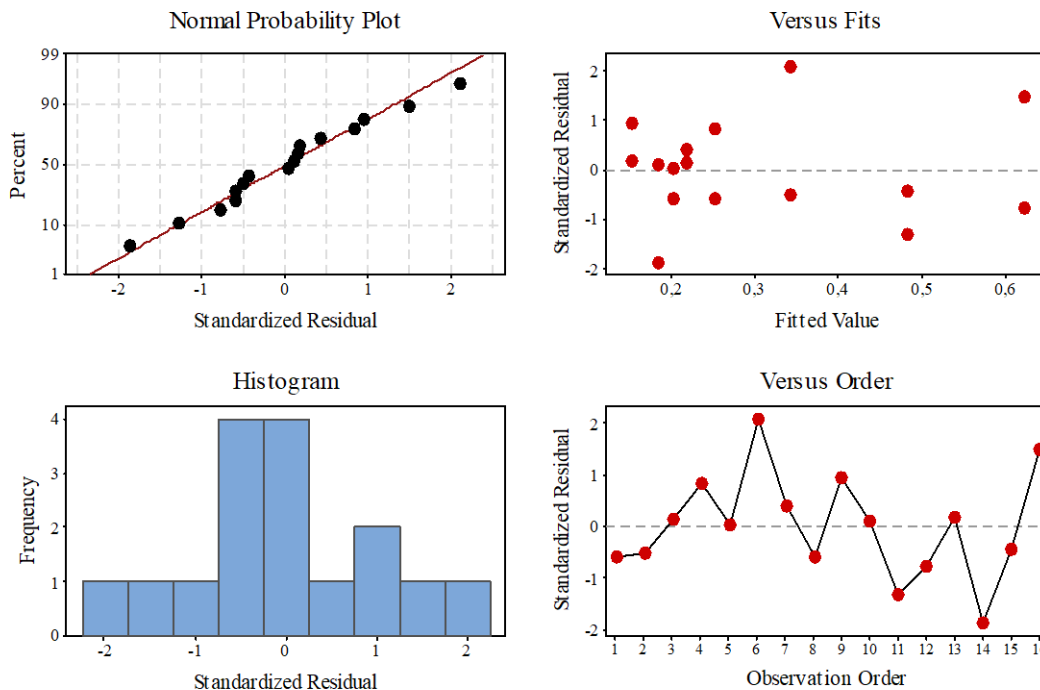 Normal Probability Plot
99
90
50
10
1
Percent
-2 -1 0 1 2
Standardized Residual
Versus Fits
2
1
0
-1
-2
Standardized Residual
0,2 0,3 0,4 0,5 0,6
Fitted Value
Histogram
4
3
2
1
0
Frequency
-2 -1 0 1 2
Standardized Residual
Versus Order
2
1
0
-1
-2
Standardized Residual
1 2 3 4 5 6 7 8 9 10 11 12 13 14 15
Observation Order